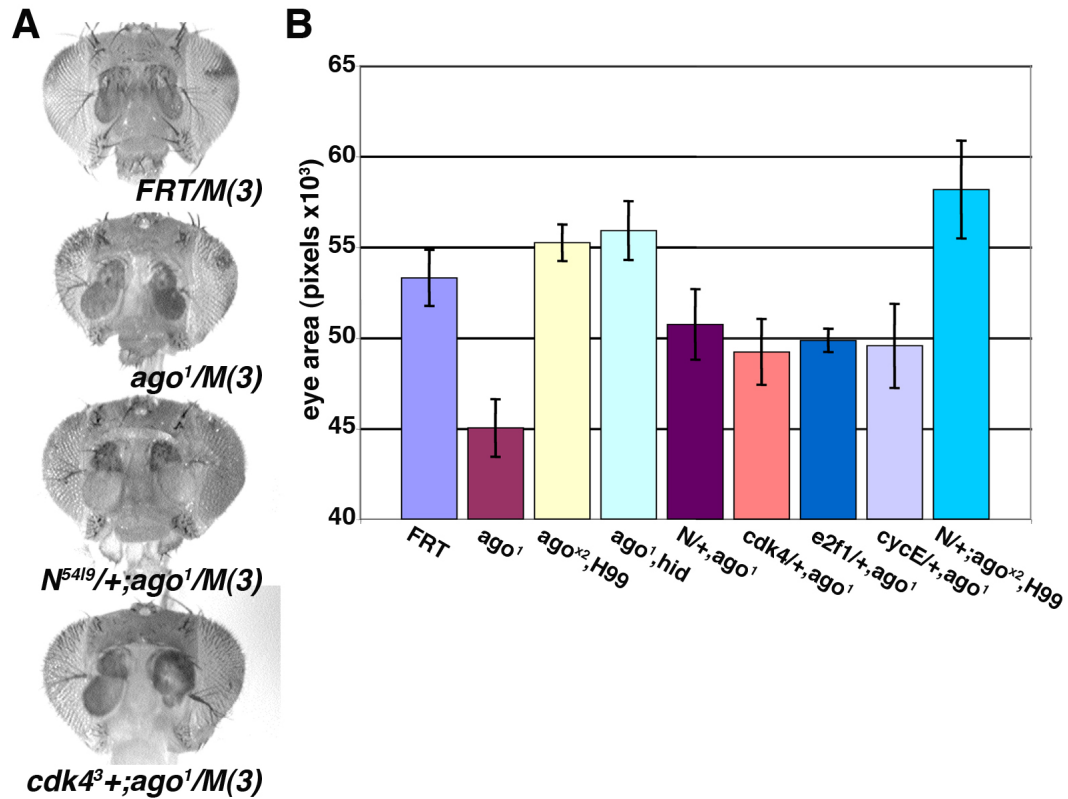 A
FRT/M(3)
ago¹/M(3)
N⁵⁴ˡ⁹/+;ago¹/M(3)
cdk4³+;ago¹/M(3)
B
eye area (pixels x10³)
65
60
55
50
45
40
FRT
ago¹
agoˣ²,H99
ago¹,hid
N/+,ago¹
cdk4/+,ago¹
e2f1/+,ago¹
cycE/+,ago¹
N/+;agoˣ²,H99